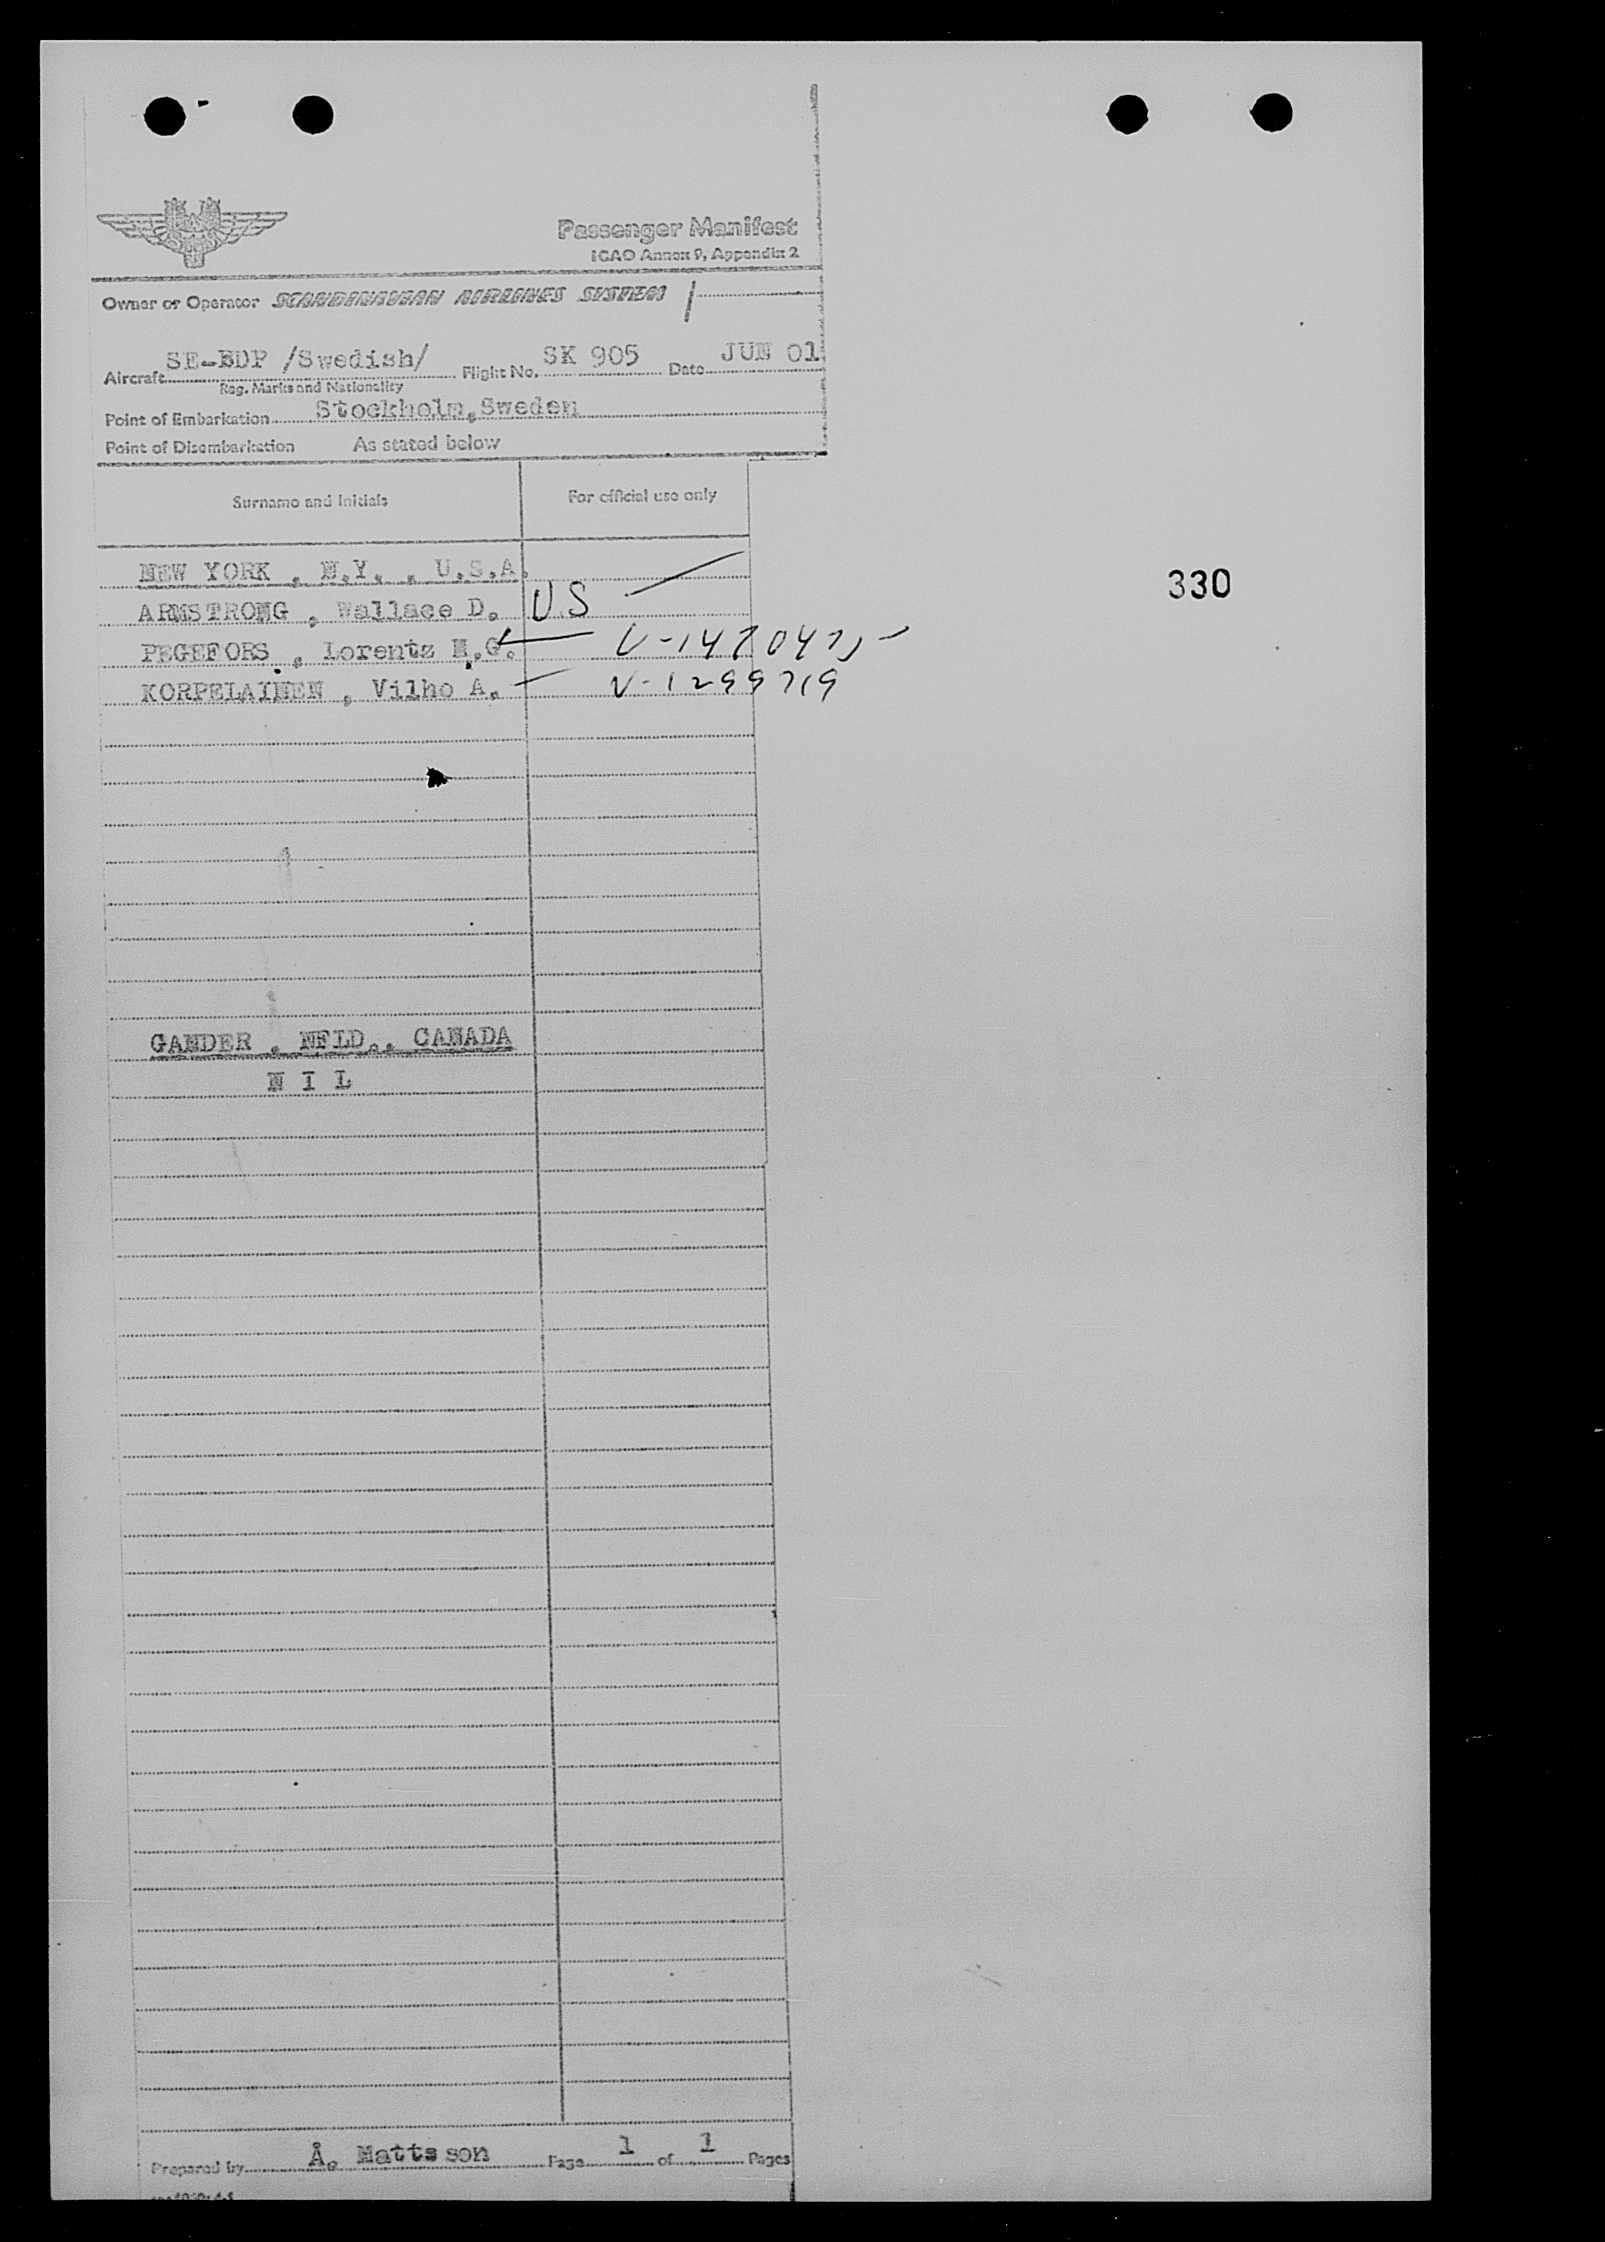 Passenger Manifest
ICAO Annex 9, Appendix 2
Owner or Operator SCANDINAVIAN AIRLINES SYSTEM
Aircraft SE-BDP /Swedish/ Flight No. SK 905 Date JUN 01
Reg. Marks and Nationality
Point of Embarkation Stockholm, Sweden
Point of Disembarkation As stated below
Surname and Initials For official use only
NEW YORK , N.Y. , U.S.A.
330
ARMSTRONG , Wallace D. US
PEGEFORS , Lorentz N.G. V-1470475
KORPELAINEN , Vilho A. V-1299719
GANDER , NFLD., CANADA
N I L
Prepared by Å. Mattsson Page 1 of 1 Pages